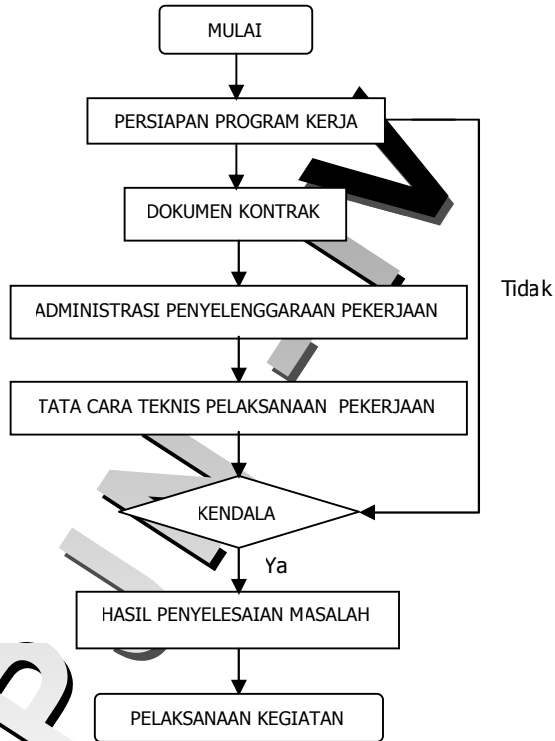 MULAI
PERSIAPAN PROGRAM KERJA
DOKUMEN KONTRAK
Tidak
ADMINISTRASI PENYELENGGARAAN PEKERJAAN
TATA CARA TEKNIS PELAKSANAAN PEKERJAAN
KENDALA
Ya
HASIL PENYELESAIAN MASALAH
PELAKSANAAN KEGIATAN